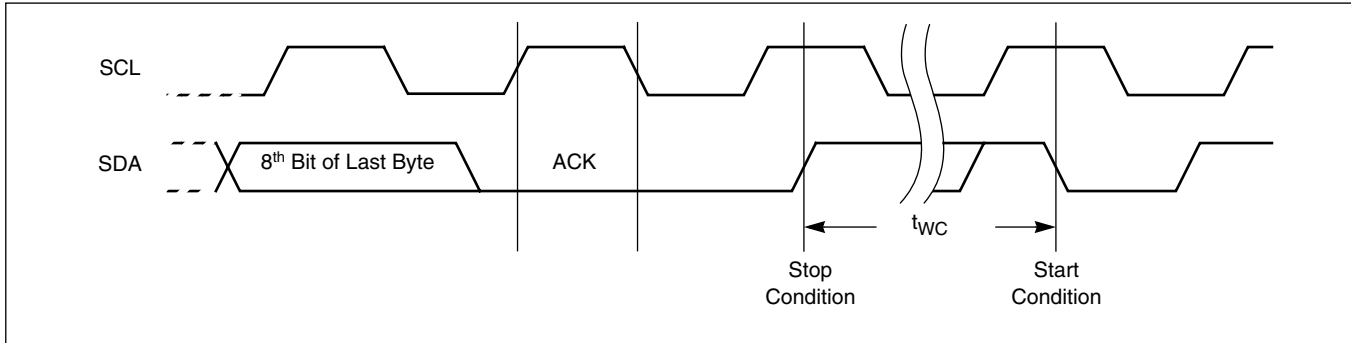 SCL
SDA
8th Bit of Last Byte
ACK
tWC
Stop
Condition
Start
Condition